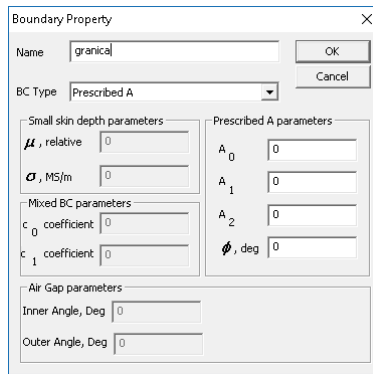 Boundary Property
Name granica OK
Cancel
BC Type Prescribed A
Small skin depth parameters
μ, relative 0
σ, MS/m 0
Prescribed A parameters
A 0 0
A 1 0
A 2 0
ϕ, deg 0
Mixed BC parameters
c 0 coefficient 0
c 1 coefficient 0
Air Gap parameters
Inner Angle, Deg 0
Outer Angle, Deg 0